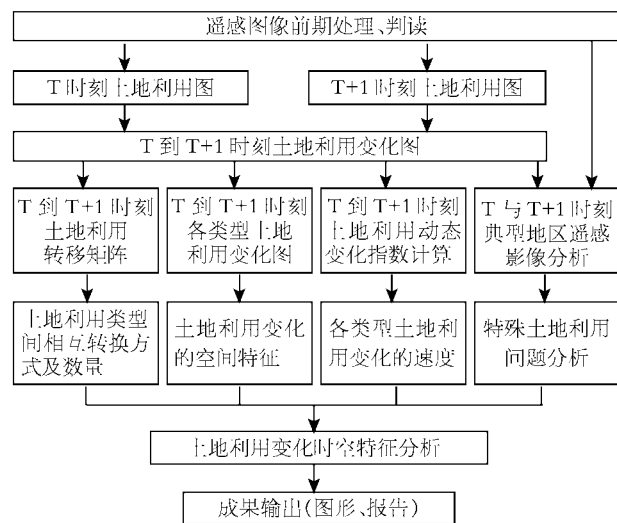 遥感图像前期处理、判读
T时刻土地利用图
T+1时刻土地利用图
T到T+1时刻土地利用变化图
T到T+1时刻
土地利用
转移矩阵
T到T+1时刻
各类型土地
利用变化图
T到T+1时刻
土地利用动态
变化指数计算
T与T+1时刻
典型地区遥感
影像分析
土地利用类型
间相互转换方
式及数量
土地利用变化
的空间特征
各类型土地利
用变化的速度
特殊土地利用
问题分析
土地利用变化时空特征分析
成果输出(图形、报告)